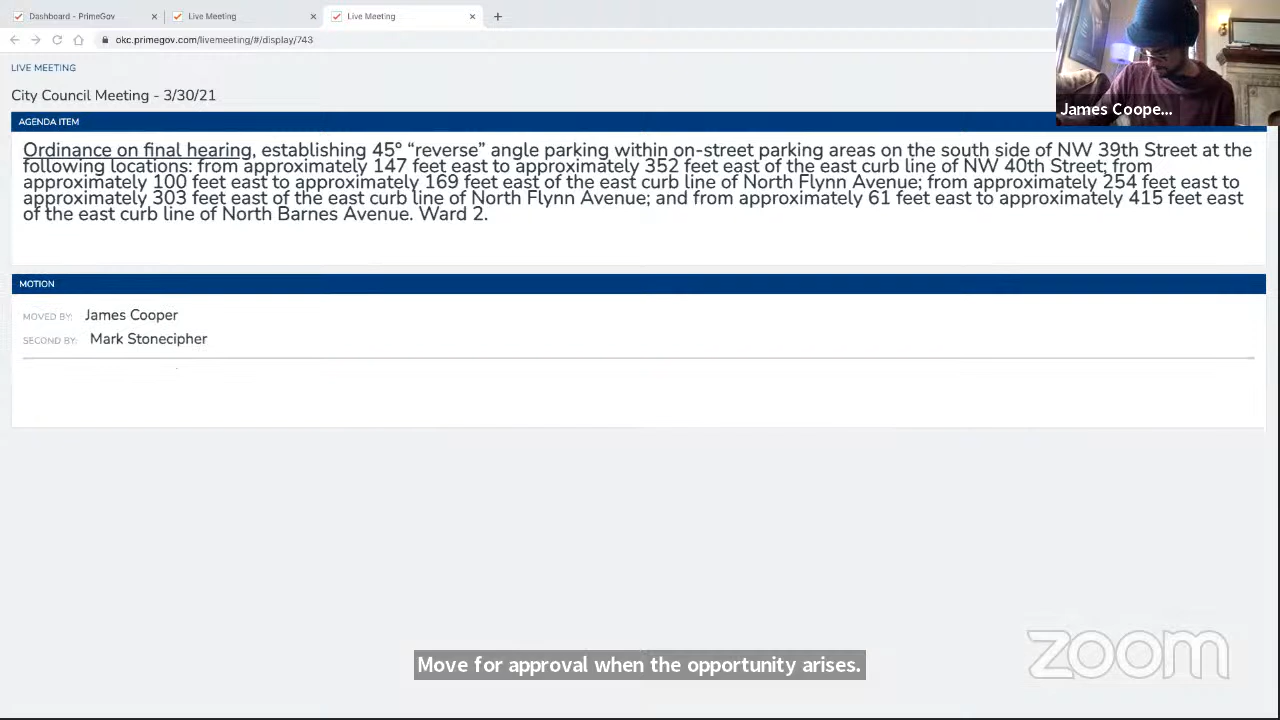 Dashboard - PrimeGov
Live Meeting
Live Meeting
okc.primegov.com/livemeeting/#/display/743
LIVE MEETING
City Council Meeting - 3/30/21
AGENDA ITEM
Ordinance on final hearing, establishing 45° “reverse” angle parking within on-street parking areas on the south side of NW 39th Street at the
following locations: from approximately 147 feet east to approximately 352 feet east of the east curb line of NW 40th Street; from
approximately 100 feet east to approximately 169 feet east of the east curb line of North Flynn Avenue; from approximately 254 feet east to
approximately 303 feet east of the east curb line of North Flynn Avenue; and from approximately 61 feet east to approximately 415 feet east
of the east curb line of North Barnes Avenue. Ward 2.
MOTION
MOVED BY: James Cooper
SECOND BY: Mark Stonecipher
James Coope...
Move for approval when the opportunity arises.
zoom